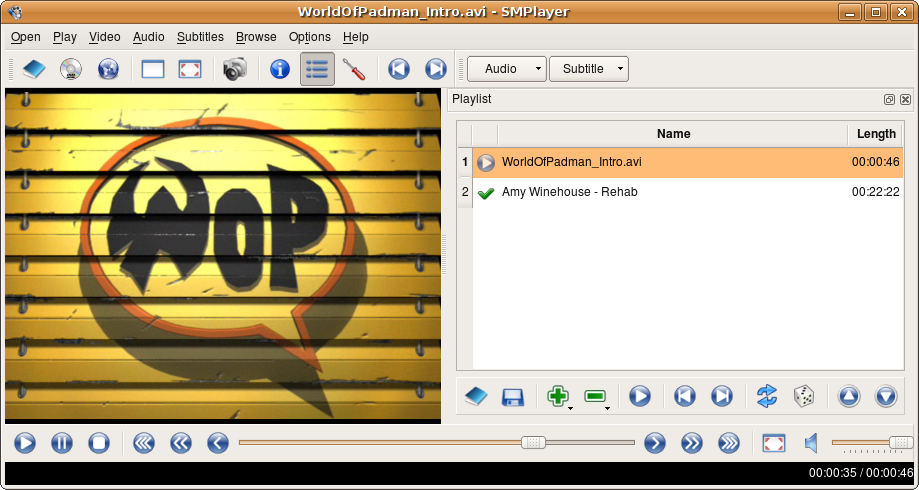 WorldOfPadman_Intro.avi - SMPlayer
Open Play Video Audio Subtitles Browse Options Help
Audio Subtitle
Playlist
Name Length
1 WorldOfPadman_Intro.avi 00:00:46
2 Amy Winehouse - Rehab 00:22:22
WOP
00:00:35 / 00:00:46